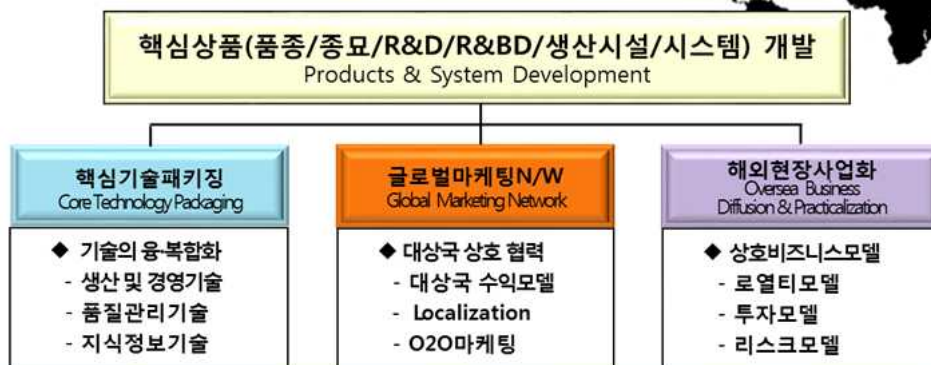 핵심상품(품종/종묘/R&D/R&BD/생산시설/시스템) 개발
Products & System Development
핵심기술패키징
Core Technology Packaging
◆ 기술의 융·복합화
- 생산 및 경영기술
- 품질관리기술
- 지식정보기술
글로벌마케팅N/W
Global Marketing Network
◆ 대상국 상호 협력
- 대상국 수익모델
- Localization
- O2O마케팅
해외현장사업화
Oversea Business
Diffusion & Practicalization
◆ 상호비즈니스모델
- 로열티모델
- 투자모델
- 리스크모델